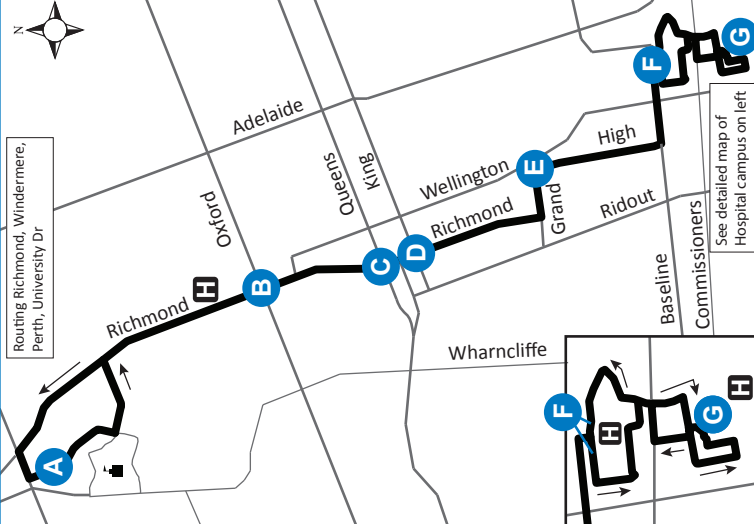 N
Routing Richmond, Windermere,
Perth, University Dr
A
Adelaide
Oxford
Richmond
H
B
Queens
King
Wellington
C
D
Richmond
E
Grand
High
Ridout
F
G
Baseline
Commissioners
See detailed map of
Hospital campus on left
Wharncliffe
F
H
G
H